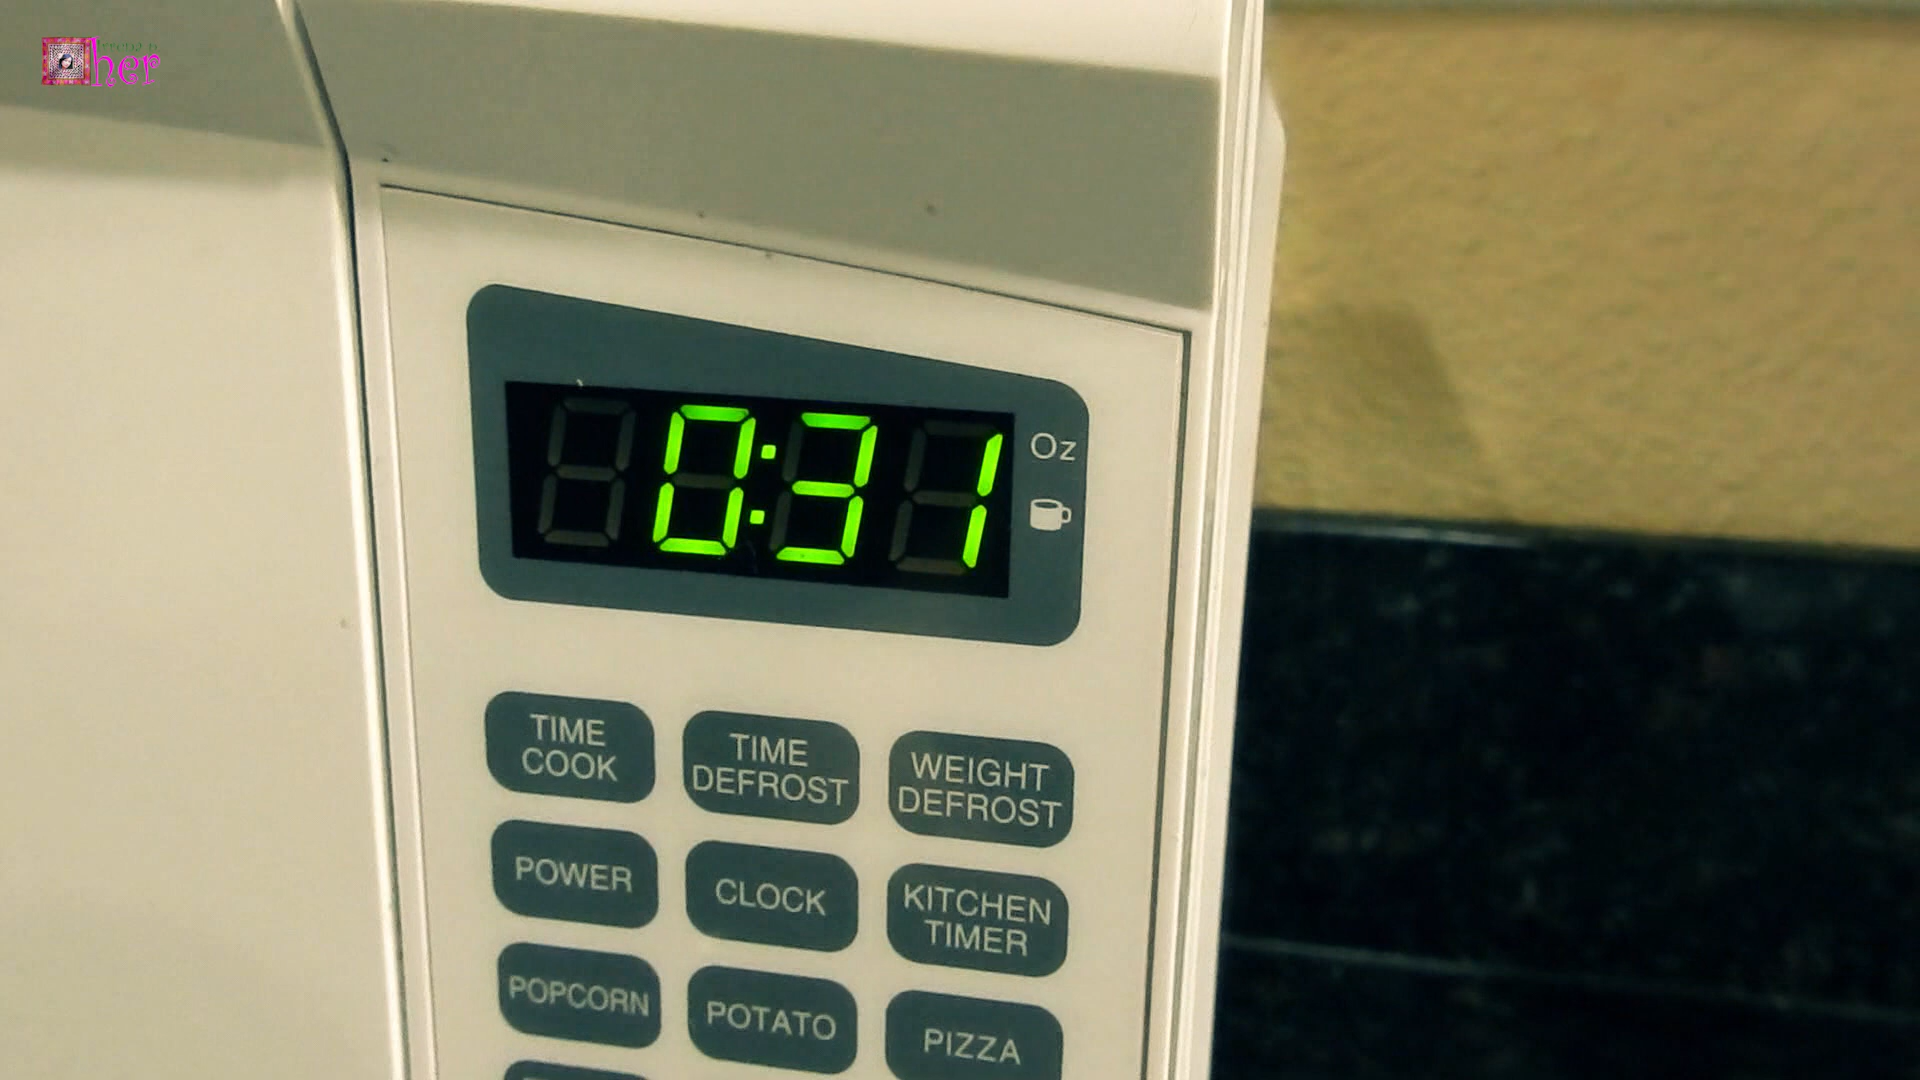 her
0:31
Oz
TIME
COOK
TIME
DEFROST
WEIGHT
DEFROST
POWER
CLOCK
KITCHEN
TIMER
POPCORN
POTATO
PIZZA